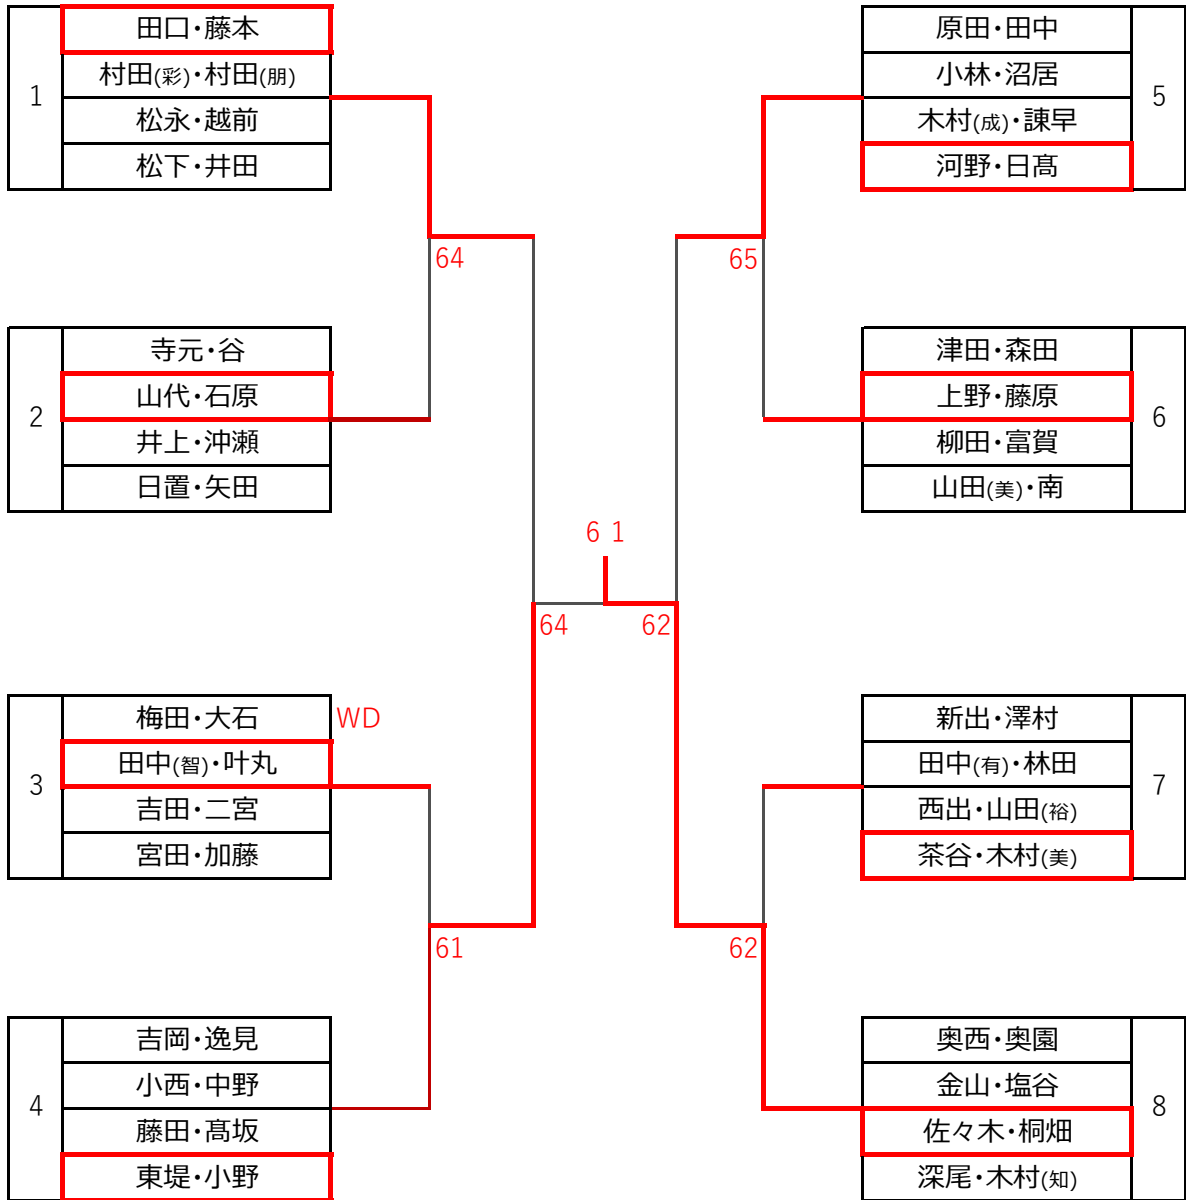 1
田口・藤本
村田(彩)・村田(朋)
松永・越前
松下・井田
64
2
寺元・谷
山代・石原
井上・沖瀬
日置・矢田
3
梅田・大石
WD
田中(智)・叶丸
吉田・二宮
宮田・加藤
61
4
吉岡・逸見
小西・中野
藤田・髙坂
東堤・小野
64
6 1
62
5
原田・田中
小林・沼居
木村(成)・諌早
河野・日髙
65
6
津田・森田
上野・藤原
柳田・富賀
山田(美)・南
7
新出・澤村
田中(有)・林田
西出・山田(裕)
茶谷・木村(美)
62
8
奥西・奥園
金山・塩谷
佐々木・桐畑
深尾・木村(知)